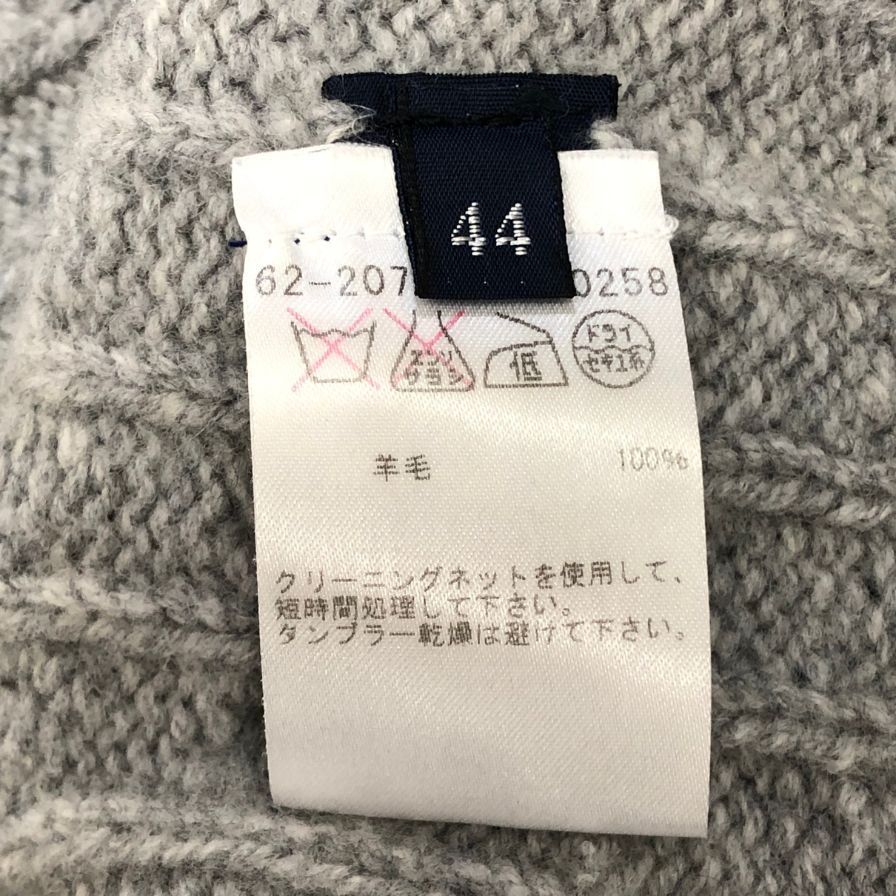 44
62-207 0258
エンソ サラシ
低
ドライ セキユ系
羊毛 100%
クリーニングネットを使用して、
短時間処理して下さい。
タンブラー乾燥は避けて下さい。